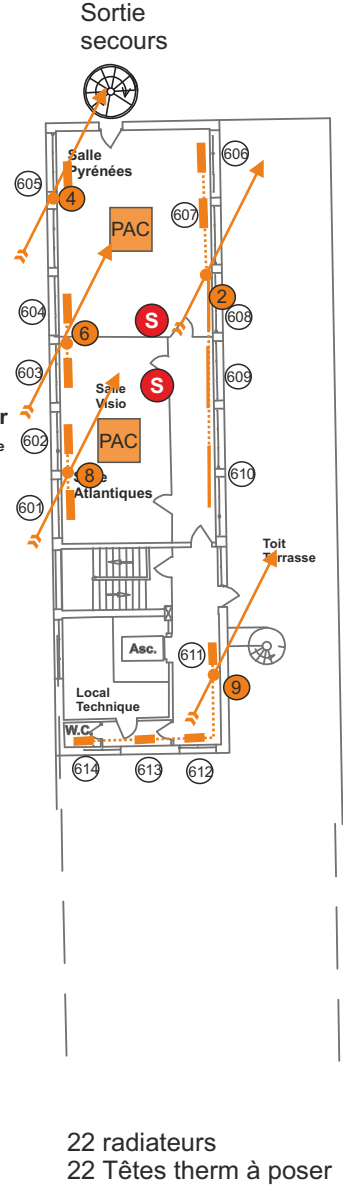 Sortie
secours
Salle
Pyrénées
606
605
4
607
PAC
2
604
S
608
6
603
S
609
Salle
Visio
r
e
602
PAC
8
610
Atlantiques
601
Toit
Terrasse
Asc.
611
9
Local
Technique
W.C.
614
613
612
22 radiateurs
22 Têtes therm à poser